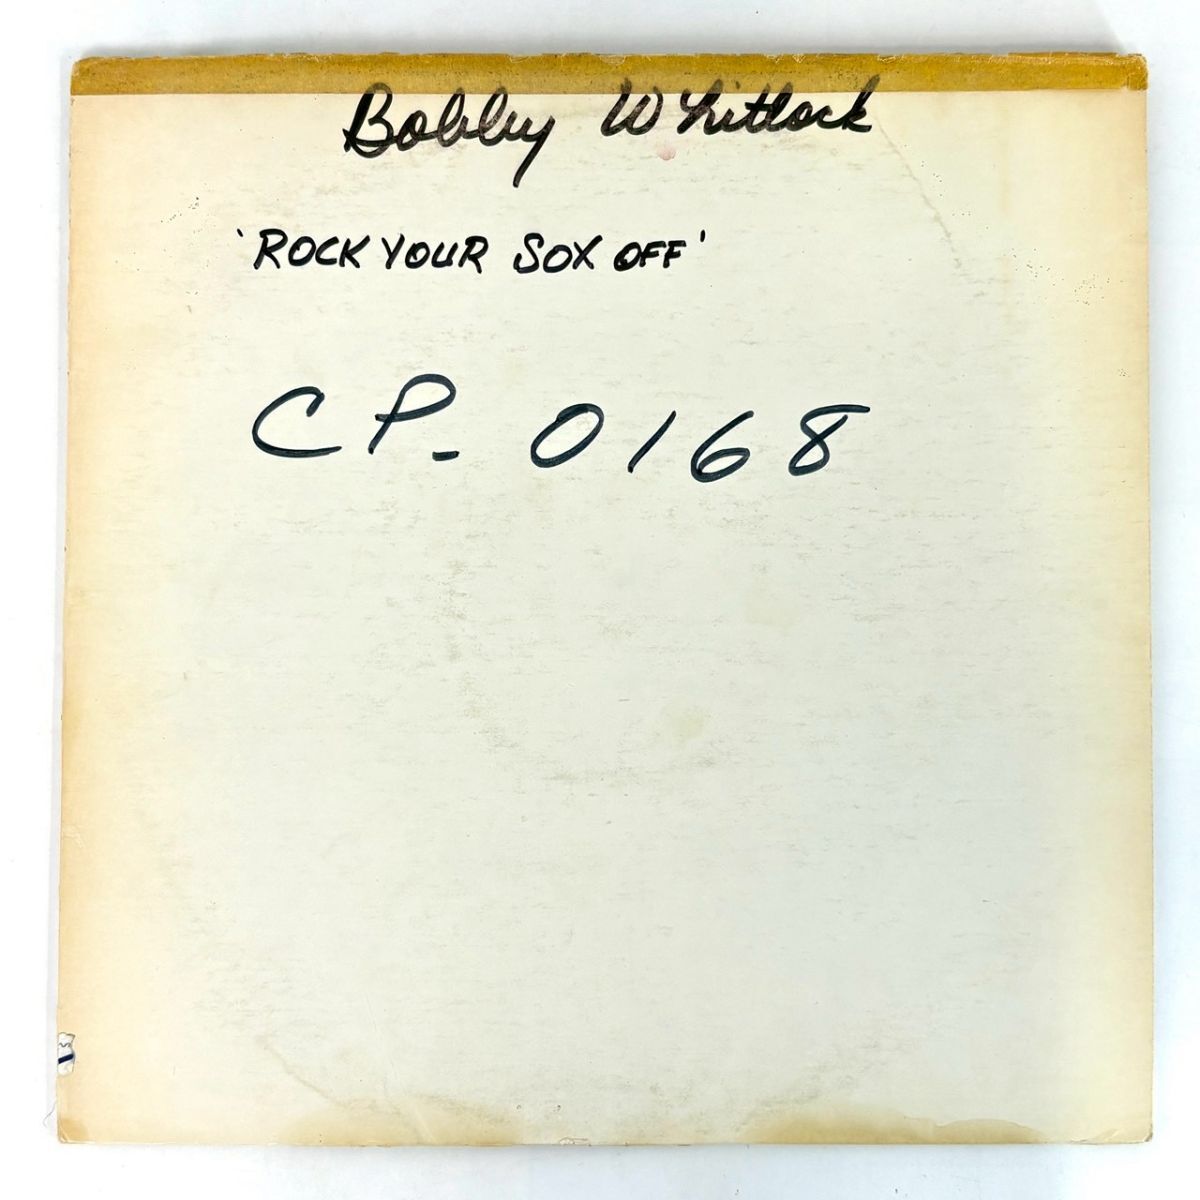 Bobby Whitlock
'ROCK YOUR SOX OFF'
CP- 0168